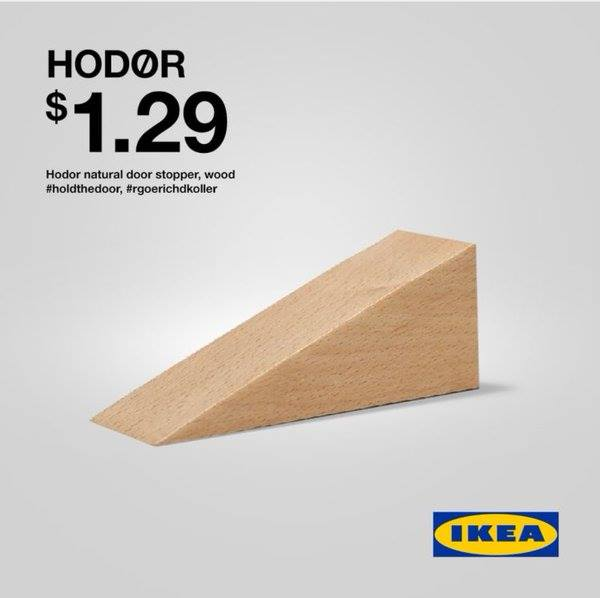 HODØR
$1.29
Hodor natural door stopper, wood
#holdthedoor, #rgoerichdkoller
IKEA